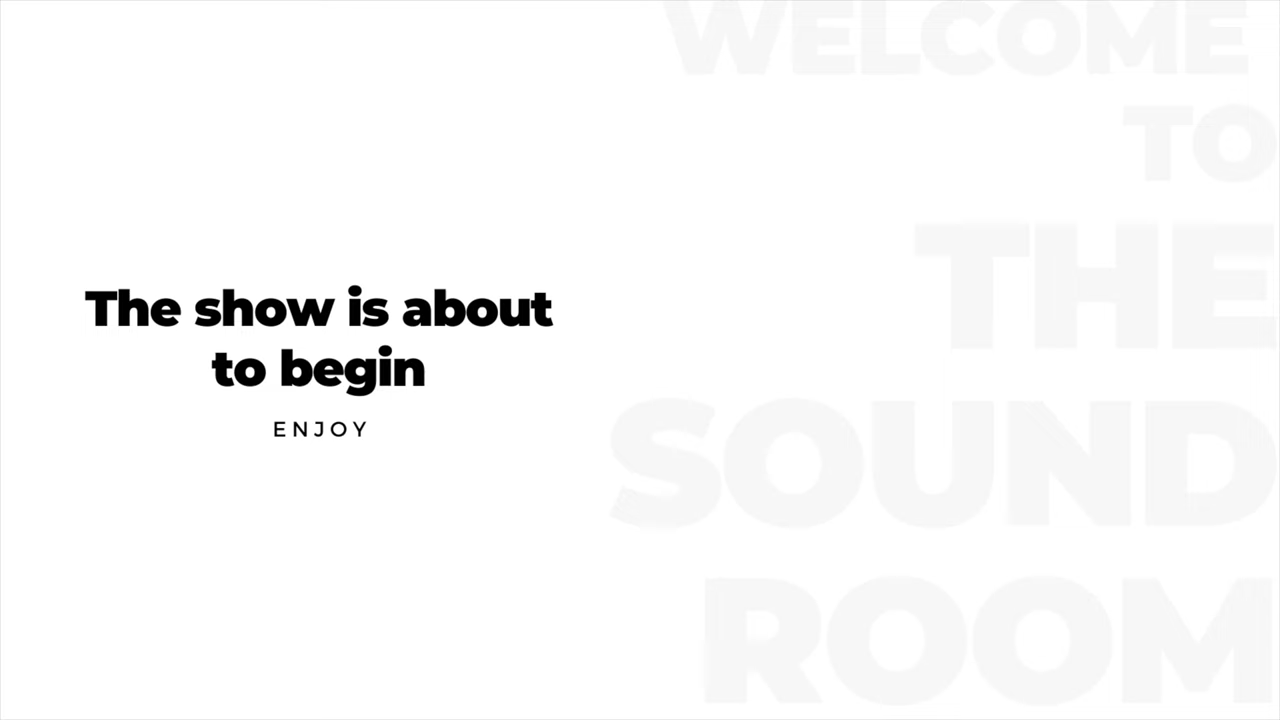 The show is about
to begin
ENJOY
WELCOME
TO
THE
SOUND
ROOM